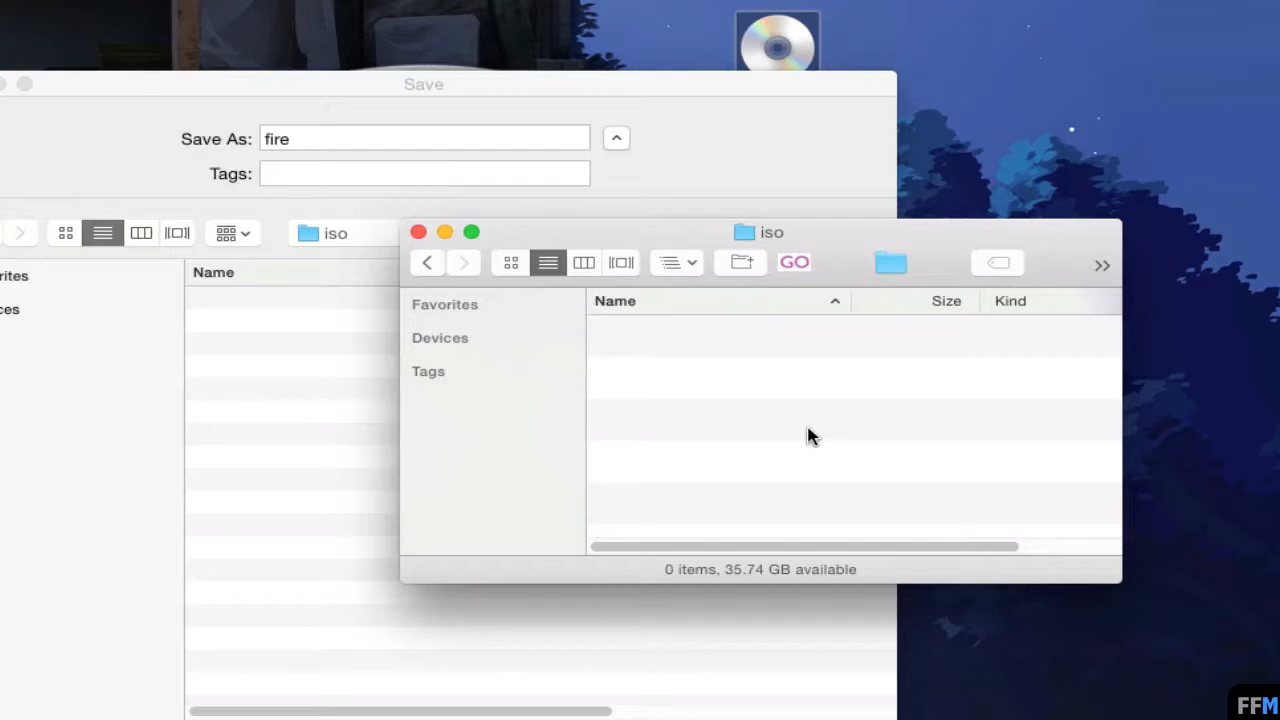 Save
Save As: fire
Tags:
iso
rites
ces
Name
iso
GO
Favorites
Devices
Tags
Name Size Kind
0 items, 35.74 GB available
FFM